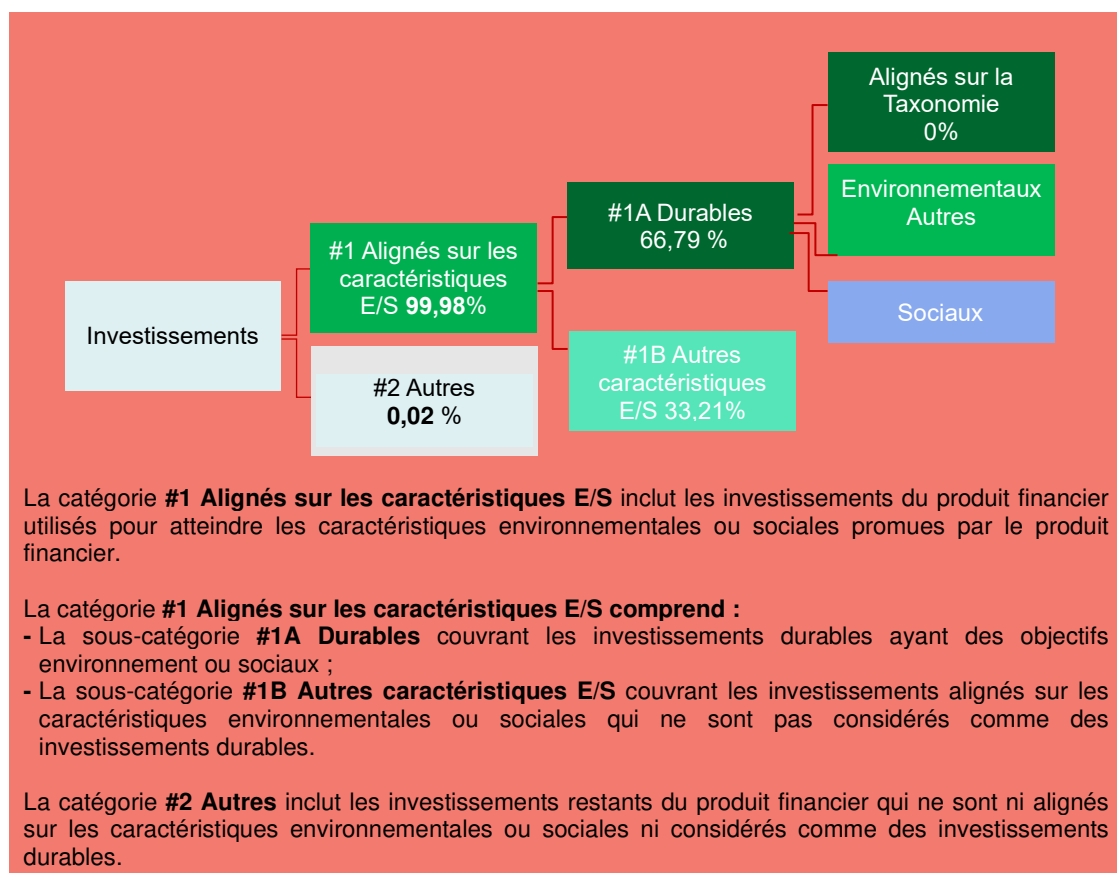 Alignés sur la
Taxonomie
0%
Environnementaux
Autres
#1A Durables
66,79 %
#1 Alignés sur les
caractéristiques
E/S 99,98%
Sociaux
Investissements
#1B Autres
caractéristiques
E/S 33,21%
#2 Autres
0,02 %
La catégorie #1 Alignés sur les caractéristiques E/S inclut les investissements du produit financier
utilisés pour atteindre les caractéristiques environnementales ou sociales promues par le produit
financier.
La catégorie #1 Alignés sur les caractéristiques E/S comprend :
- La sous-catégorie #1A Durables couvrant les investissements durables ayant des objectifs
environnement ou sociaux ;
- La sous-catégorie #1B Autres caractéristiques E/S couvrant les investissements alignés sur les
caractéristiques environnementales ou sociales qui ne sont pas considérés comme des
investissements durables.
La catégorie #2 Autres inclut les investissements restants du produit financier qui ne sont ni alignés
sur les caractéristiques environnementales ou sociales ni considérés comme des investissements
durables.